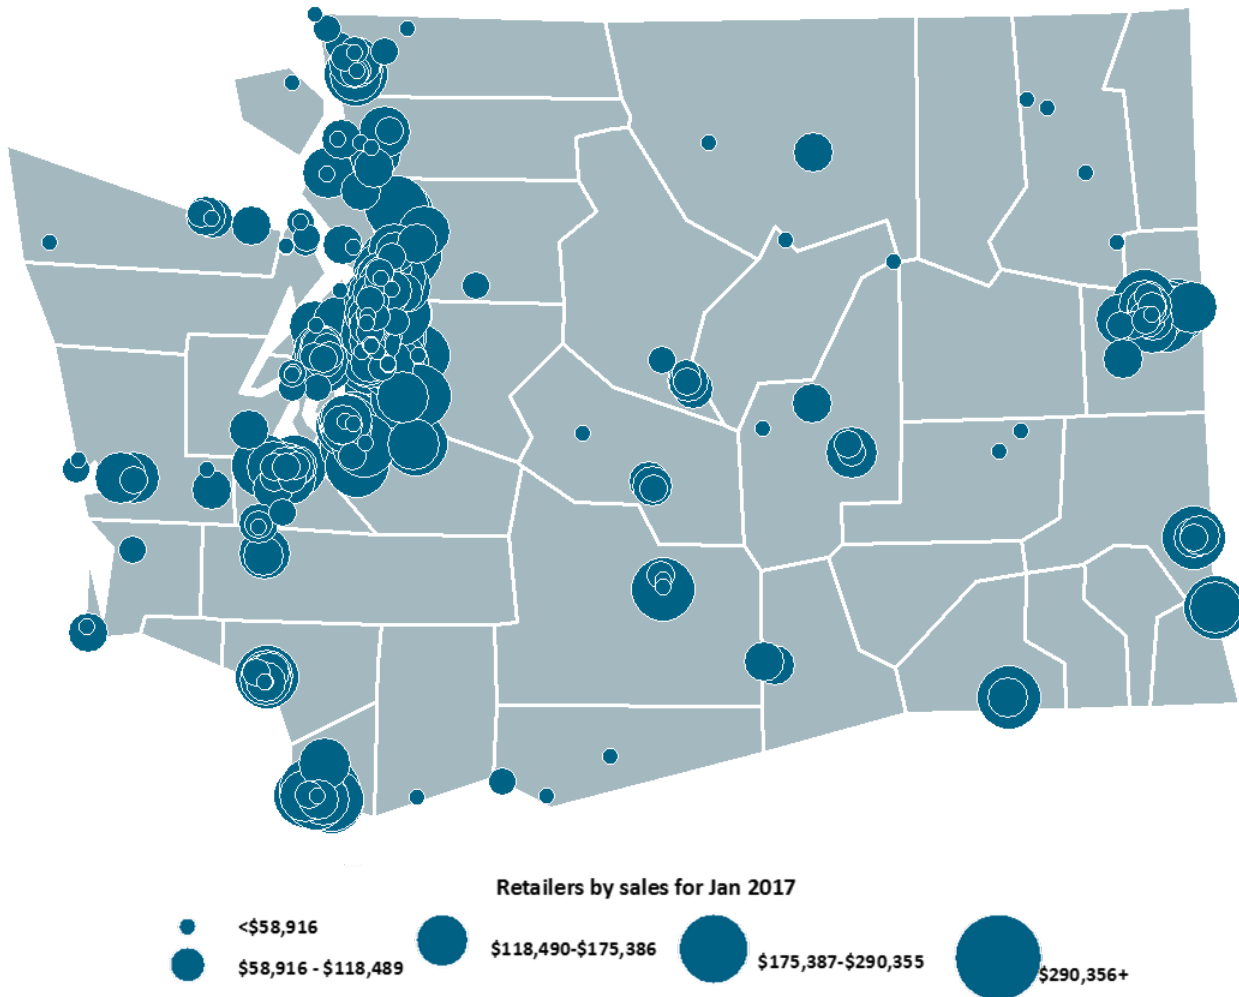 Retailers by sales for Jan 2017
<$58,916
$58,916 - $118,489
$118,490-$175,386
$175,387-$290,355
$290,356+